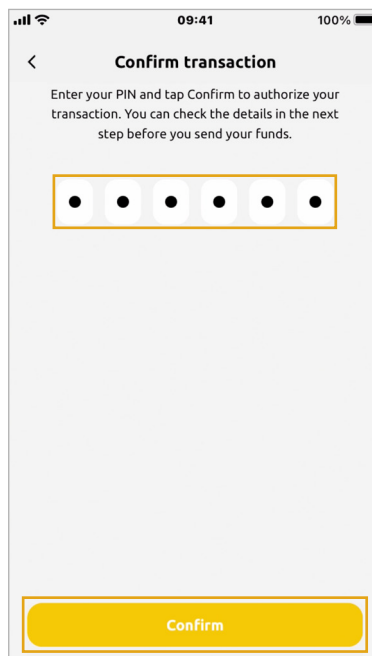 09:41
100%
Confirm transaction
Enter your PIN and tap Confirm to authorize your
transaction. You can check the details in the next
step before you send your funds.
Confirm